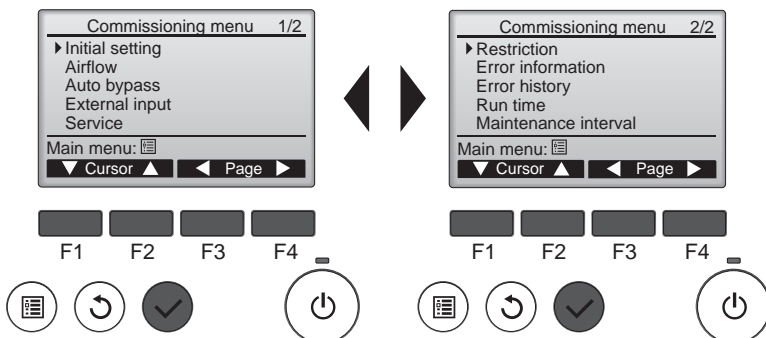 Commissioning menu 1/2
Initial setting
Airflow
Auto bypass
External input
Service
Main menu:
▼ Cursor ▲ ◀ Page ▶
F1 F2 F3 F4
Commissioning menu 2/2
Restriction
Error information
Error history
Run time
Maintenance interval
Main menu:
▼ Cursor ▲ ◀ Page ▶
F1 F2 F3 F4